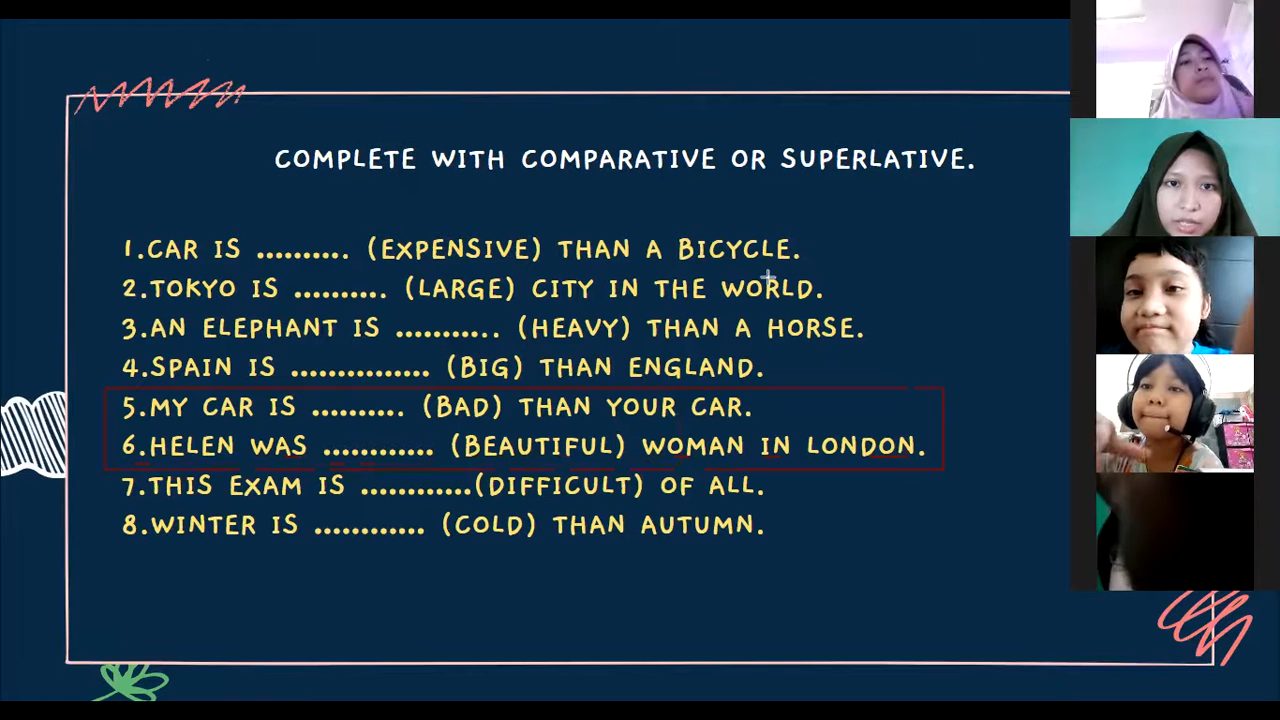 COMPLETE WITH COMPARATIVE OR SUPERLATIVE.
1.CAR IS .......... (EXPENSIVE) THAN A BICYCLE.
2.TOKYO IS .......... (LARGE) CITY IN THE WORLD.
3.AN ELEPHANT IS ........... (HEAVY) THAN A HORSE.
4.SPAIN IS ............... (BIG) THAN ENGLAND.
5.MY CAR IS .......... (BAD) THAN YOUR CAR.
6.HELEN WAS ............ (BEAUTIFUL) WOMAN IN LONDON.
7.THIS EXAM IS ............(DIFFICULT) OF ALL.
8.WINTER IS ............ (COLD) THAN AUTUMN.